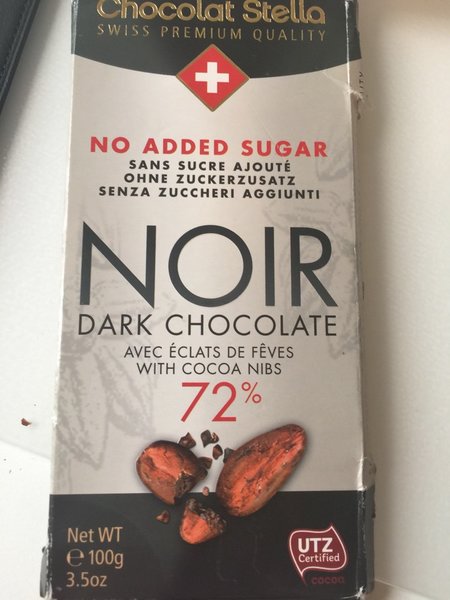 Chocolat Stella
SWISS PREMIUM QUALITY
NO ADDED SUGAR
SANS SUCRE AJOUTÉ
OHNE ZUCKERZUSATZ
SENZA ZUCCHERI AGGIUNTI
NOIR
DARK CHOCOLATE
AVEC ÉCLATS DE FÈVES
WITH COCOA NIBS
72%
Net WT
℮ 100g
3.5oz
UTZ
Certified
cocoa